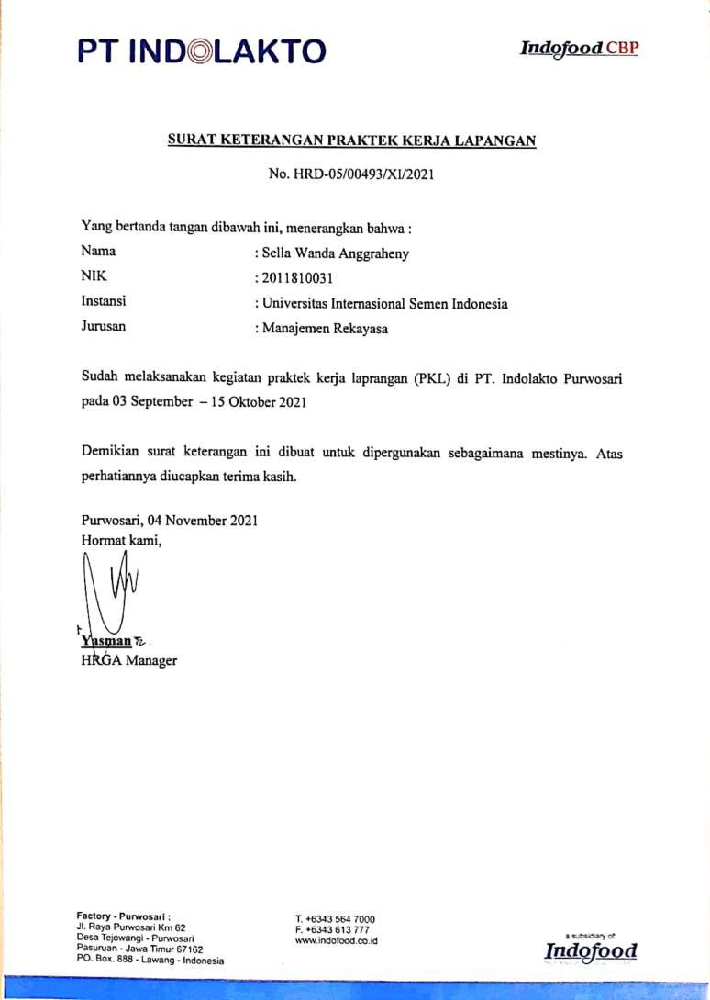 PT INDOLAKTO
Indofood CBP
SURAT KETERANGAN PRAKTEK KERJA LAPANGAN
No. HRD-05/00493/XI/2021
Yang bertanda tangan dibawah ini, menerangkan bahwa :
Nama : Sella Wanda Anggraheny
NIK : 2011810031
Instansi : Universitas Internasional Semen Indonesia
Jurusan : Manajemen Rekayasa
Sudah melaksanakan kegiatan praktek kerja laprangan (PKL) di PT. Indolakto Purwosari
pada 03 September – 15 Oktober 2021
Demikian surat keterangan ini dibuat untuk dipergunakan sebagaimana mestinya. Atas
perhatiannya diucapkan terima kasih.
Purwosari, 04 November 2021
Hormat kami,
Yasman
HRGA Manager
Factory - Purwosari :
Jl. Raya Purwosari Km 62
Desa Tejowangi - Purwosari
Pasuruan - Jawa Timur 67162
PO. Box. 888 - Lawang - Indonesia
T. +6343 564 7000
F. +6343 613 777
www.indofood.co.id
a subsidiary of:
Indofood